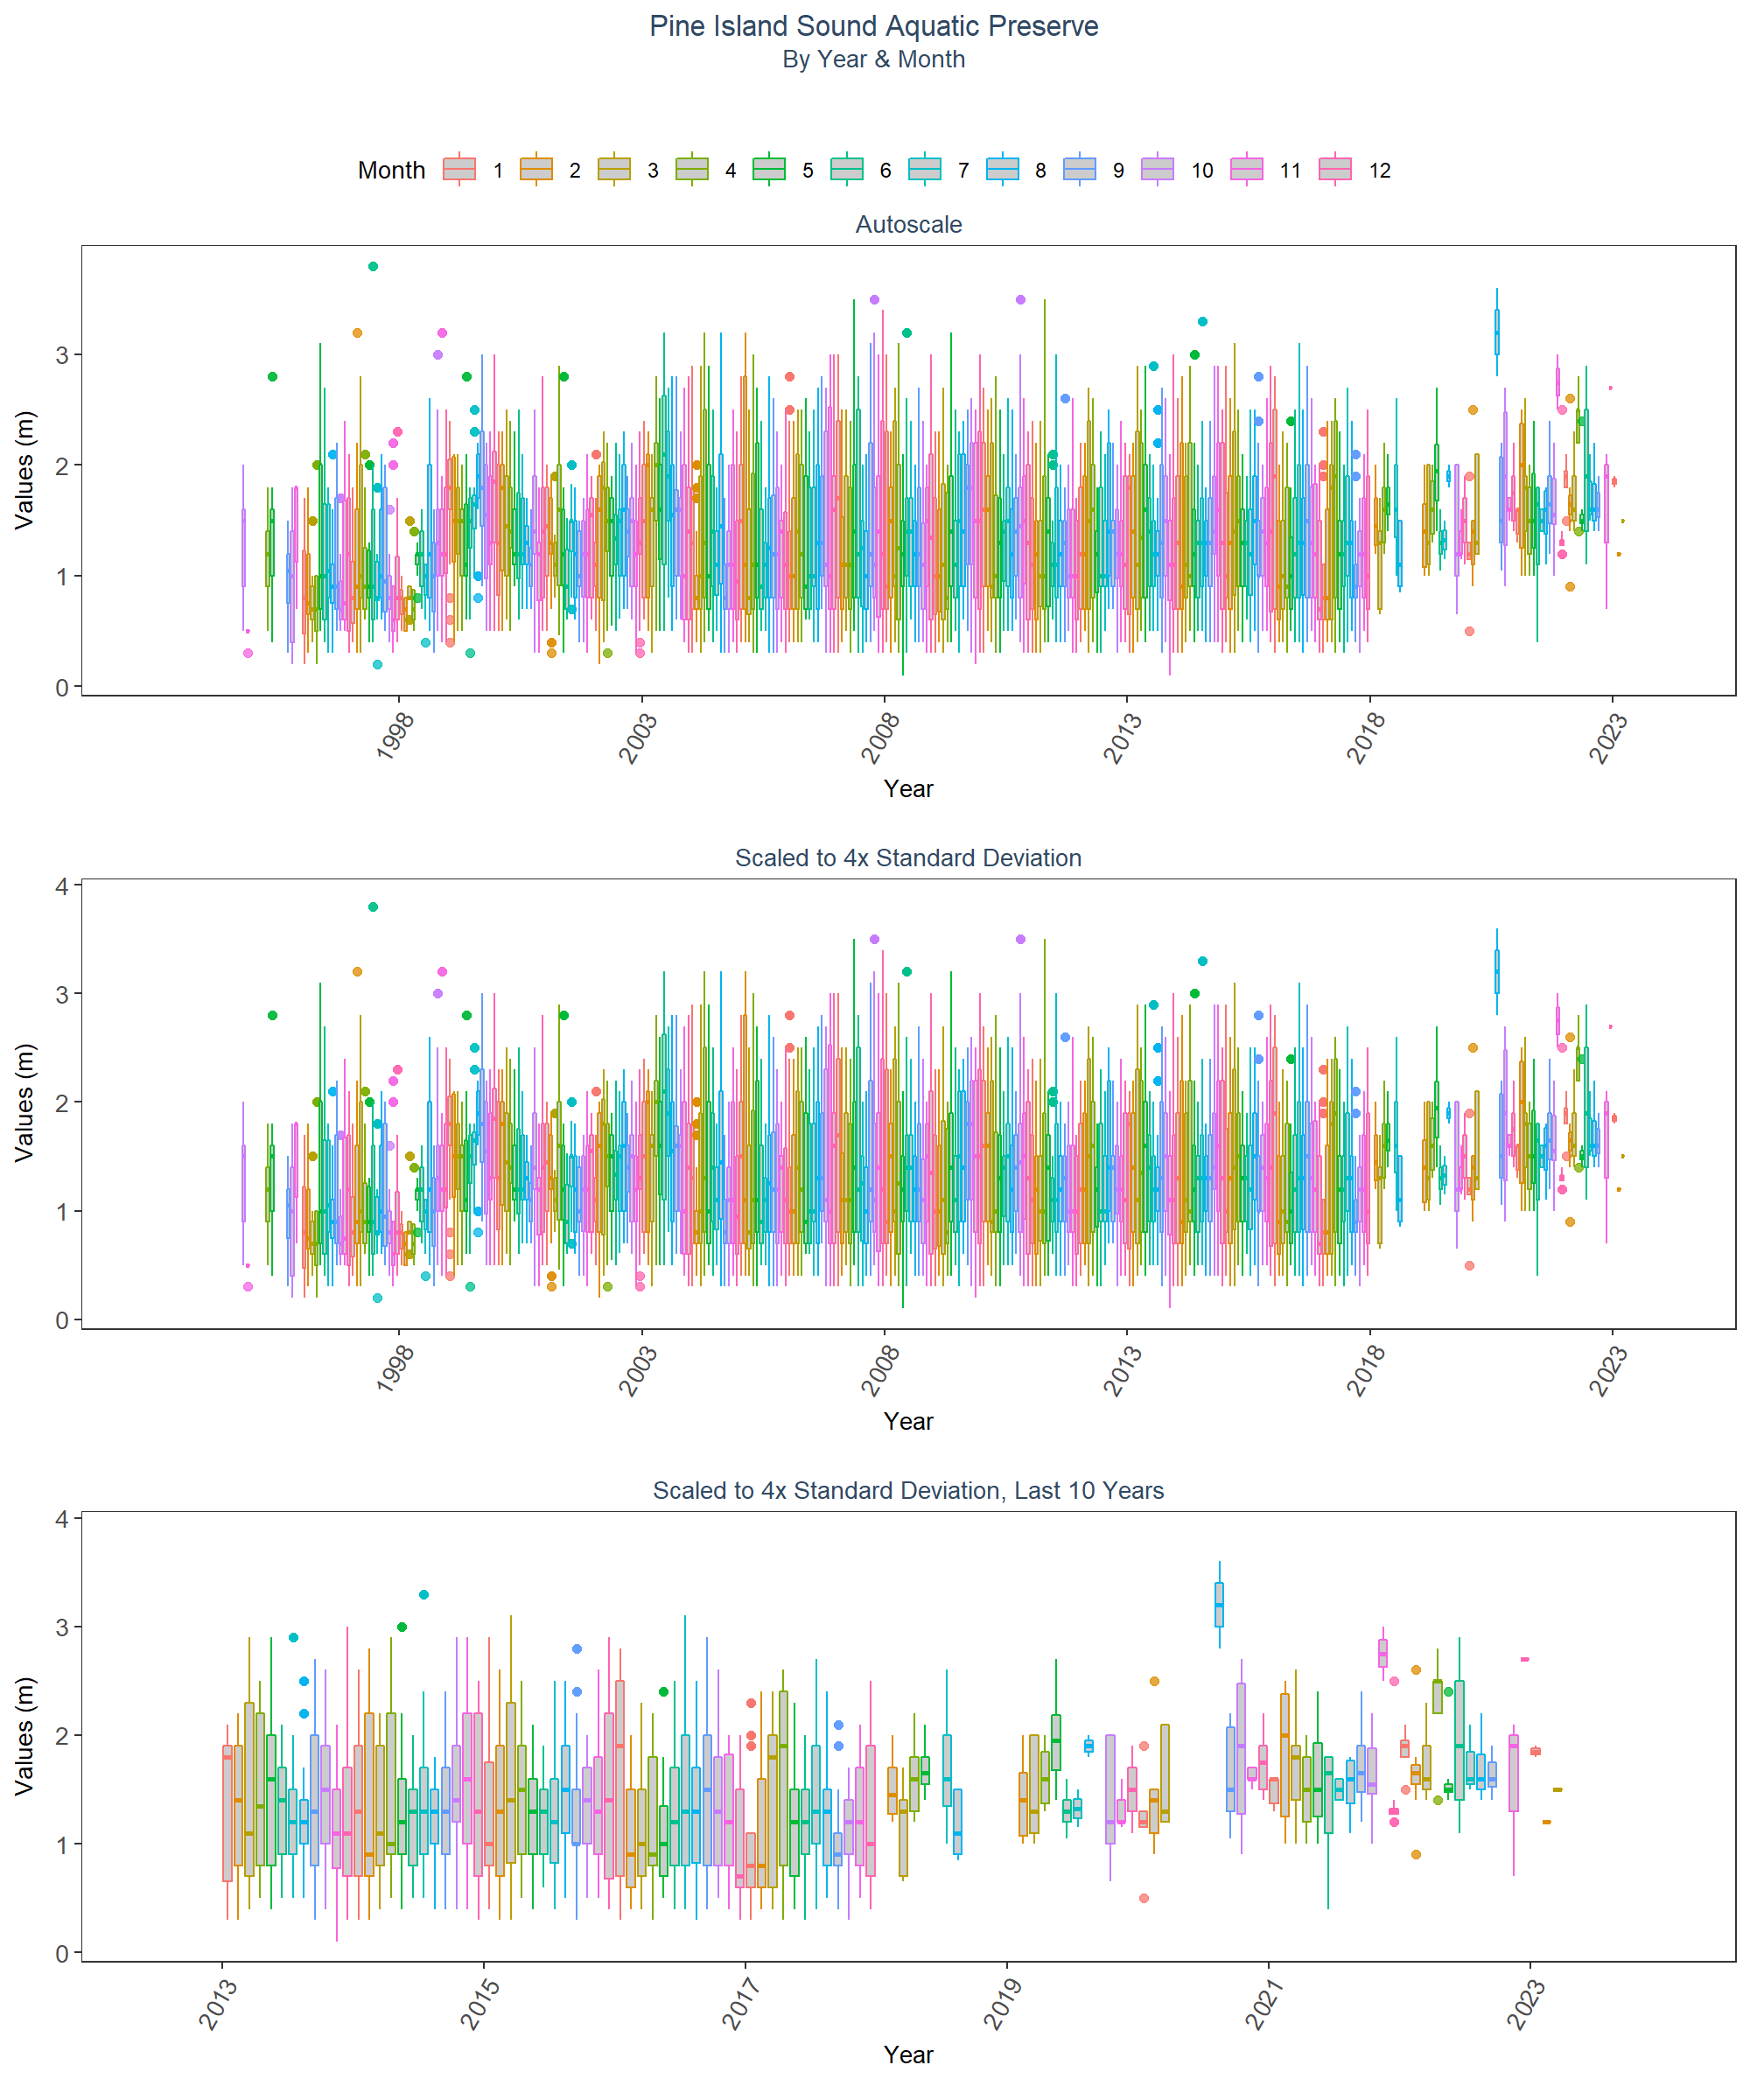 Pine Island Sound Aquatic Preserve
By Year & Month
Month 1 2 3 4 5 6 7 8 9 10 11 12
Autoscale
Values (m)
3
2
1
0
1998 2003 2008 2013 2018 2023
Year
Scaled to 4x Standard Deviation
Values (m)
4
3
2
1
0
1998 2003 2008 2013 2018 2023
Year
Scaled to 4x Standard Deviation, Last 10 Years
Values (m)
4
3
2
1
0
2013 2015 2017 2019 2021 2023
Year